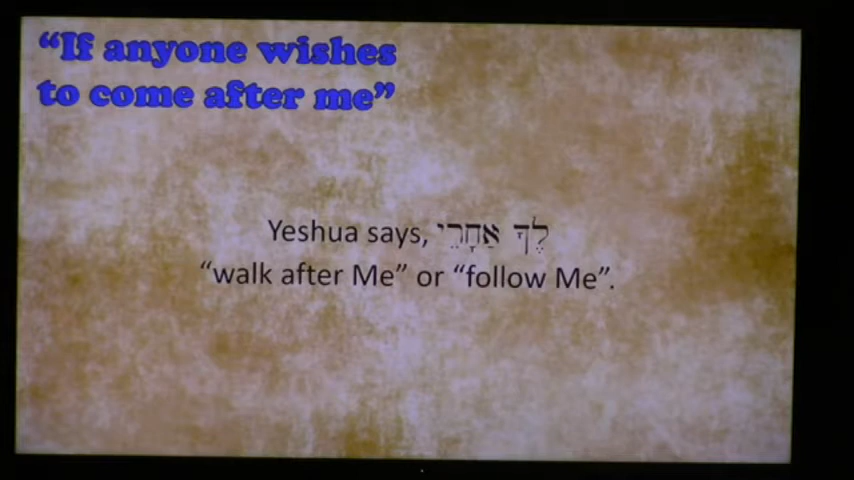 “If anyone wishes
to come after me”
Yeshua says, לֶךָ אַחָרֵי
“walk after Me” or “follow Me”.